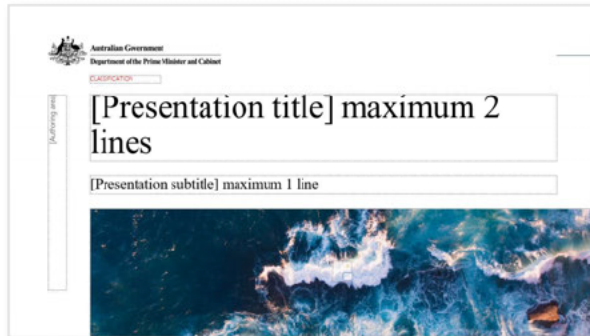 Australian Government
Department of the Prime Minister and Cabinet
CLASSIFICATION
[Authoring area]
[Presentation title] maximum 2
lines
[Presentation subtitle] maximum 1 line